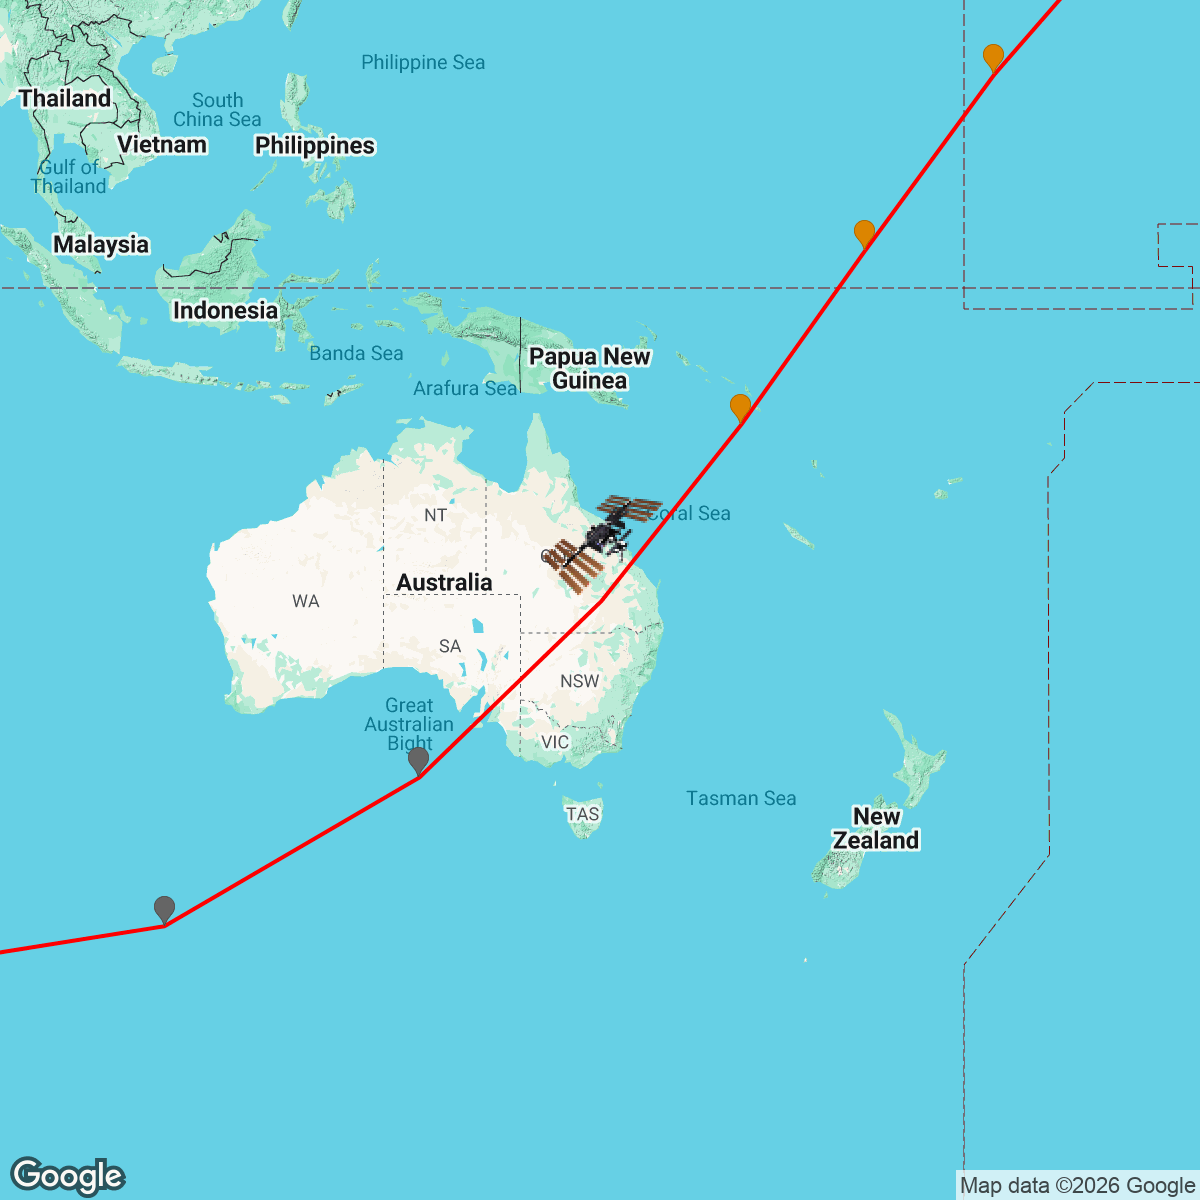 Philippine Sea
Thailand
South
China Sea
Vietnam
Philippines
Gulf of
Thailand
Malaysia
Indonesia
Banda Sea
Papua New
Guinea
Arafura Sea
NT
Coral Sea
Australia
WA
SA
NSW
Great
Australian
Bight
VIC
Tasman Sea
TAS
New
Zealand
Google
Map data ©2026 Google